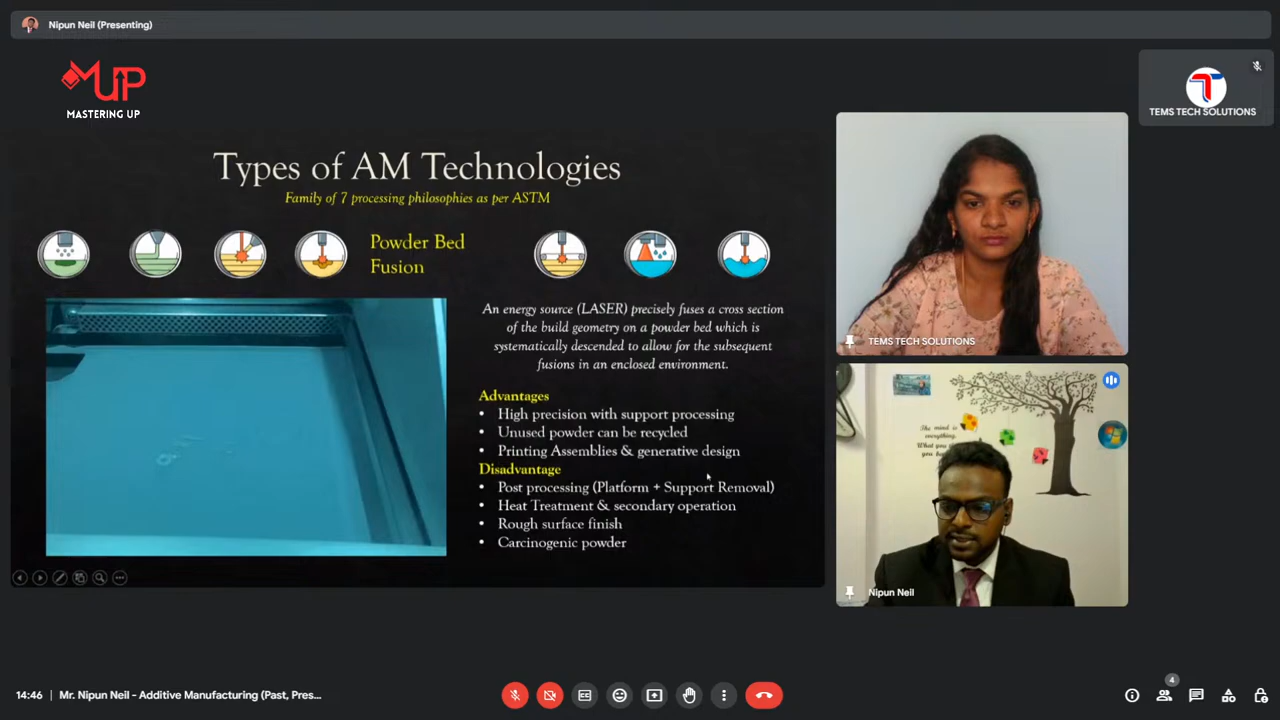 Nipun Neil (Presenting)
MUP
MASTERING UP
TEMS TECH SOLUTIONS
Types of AM Technologies
Family of 7 processing philosophies as per ASTM
Powder Bed
Fusion
An energy source (LASER) precisely fuses a cross section
of the build geometry on a powder bed which is
systematically descended to allow for the subsequent
fusions in an enclosed environment.
Advantages
• High precision with support processing
• Unused powder can be recycled
• Printing Assemblies & generative design
Disadvantage
• Post processing (Platform + Support Removal)
• Heat Treatment & secondary operation
• Rough surface finish
• Carcinogenic powder
TEMS TECH SOLUTIONS
The mind is
everything.
What you
Nipun Neil
14:46 Mr. Nipun Neil - Additive Manufacturing (Past, Pres...
4